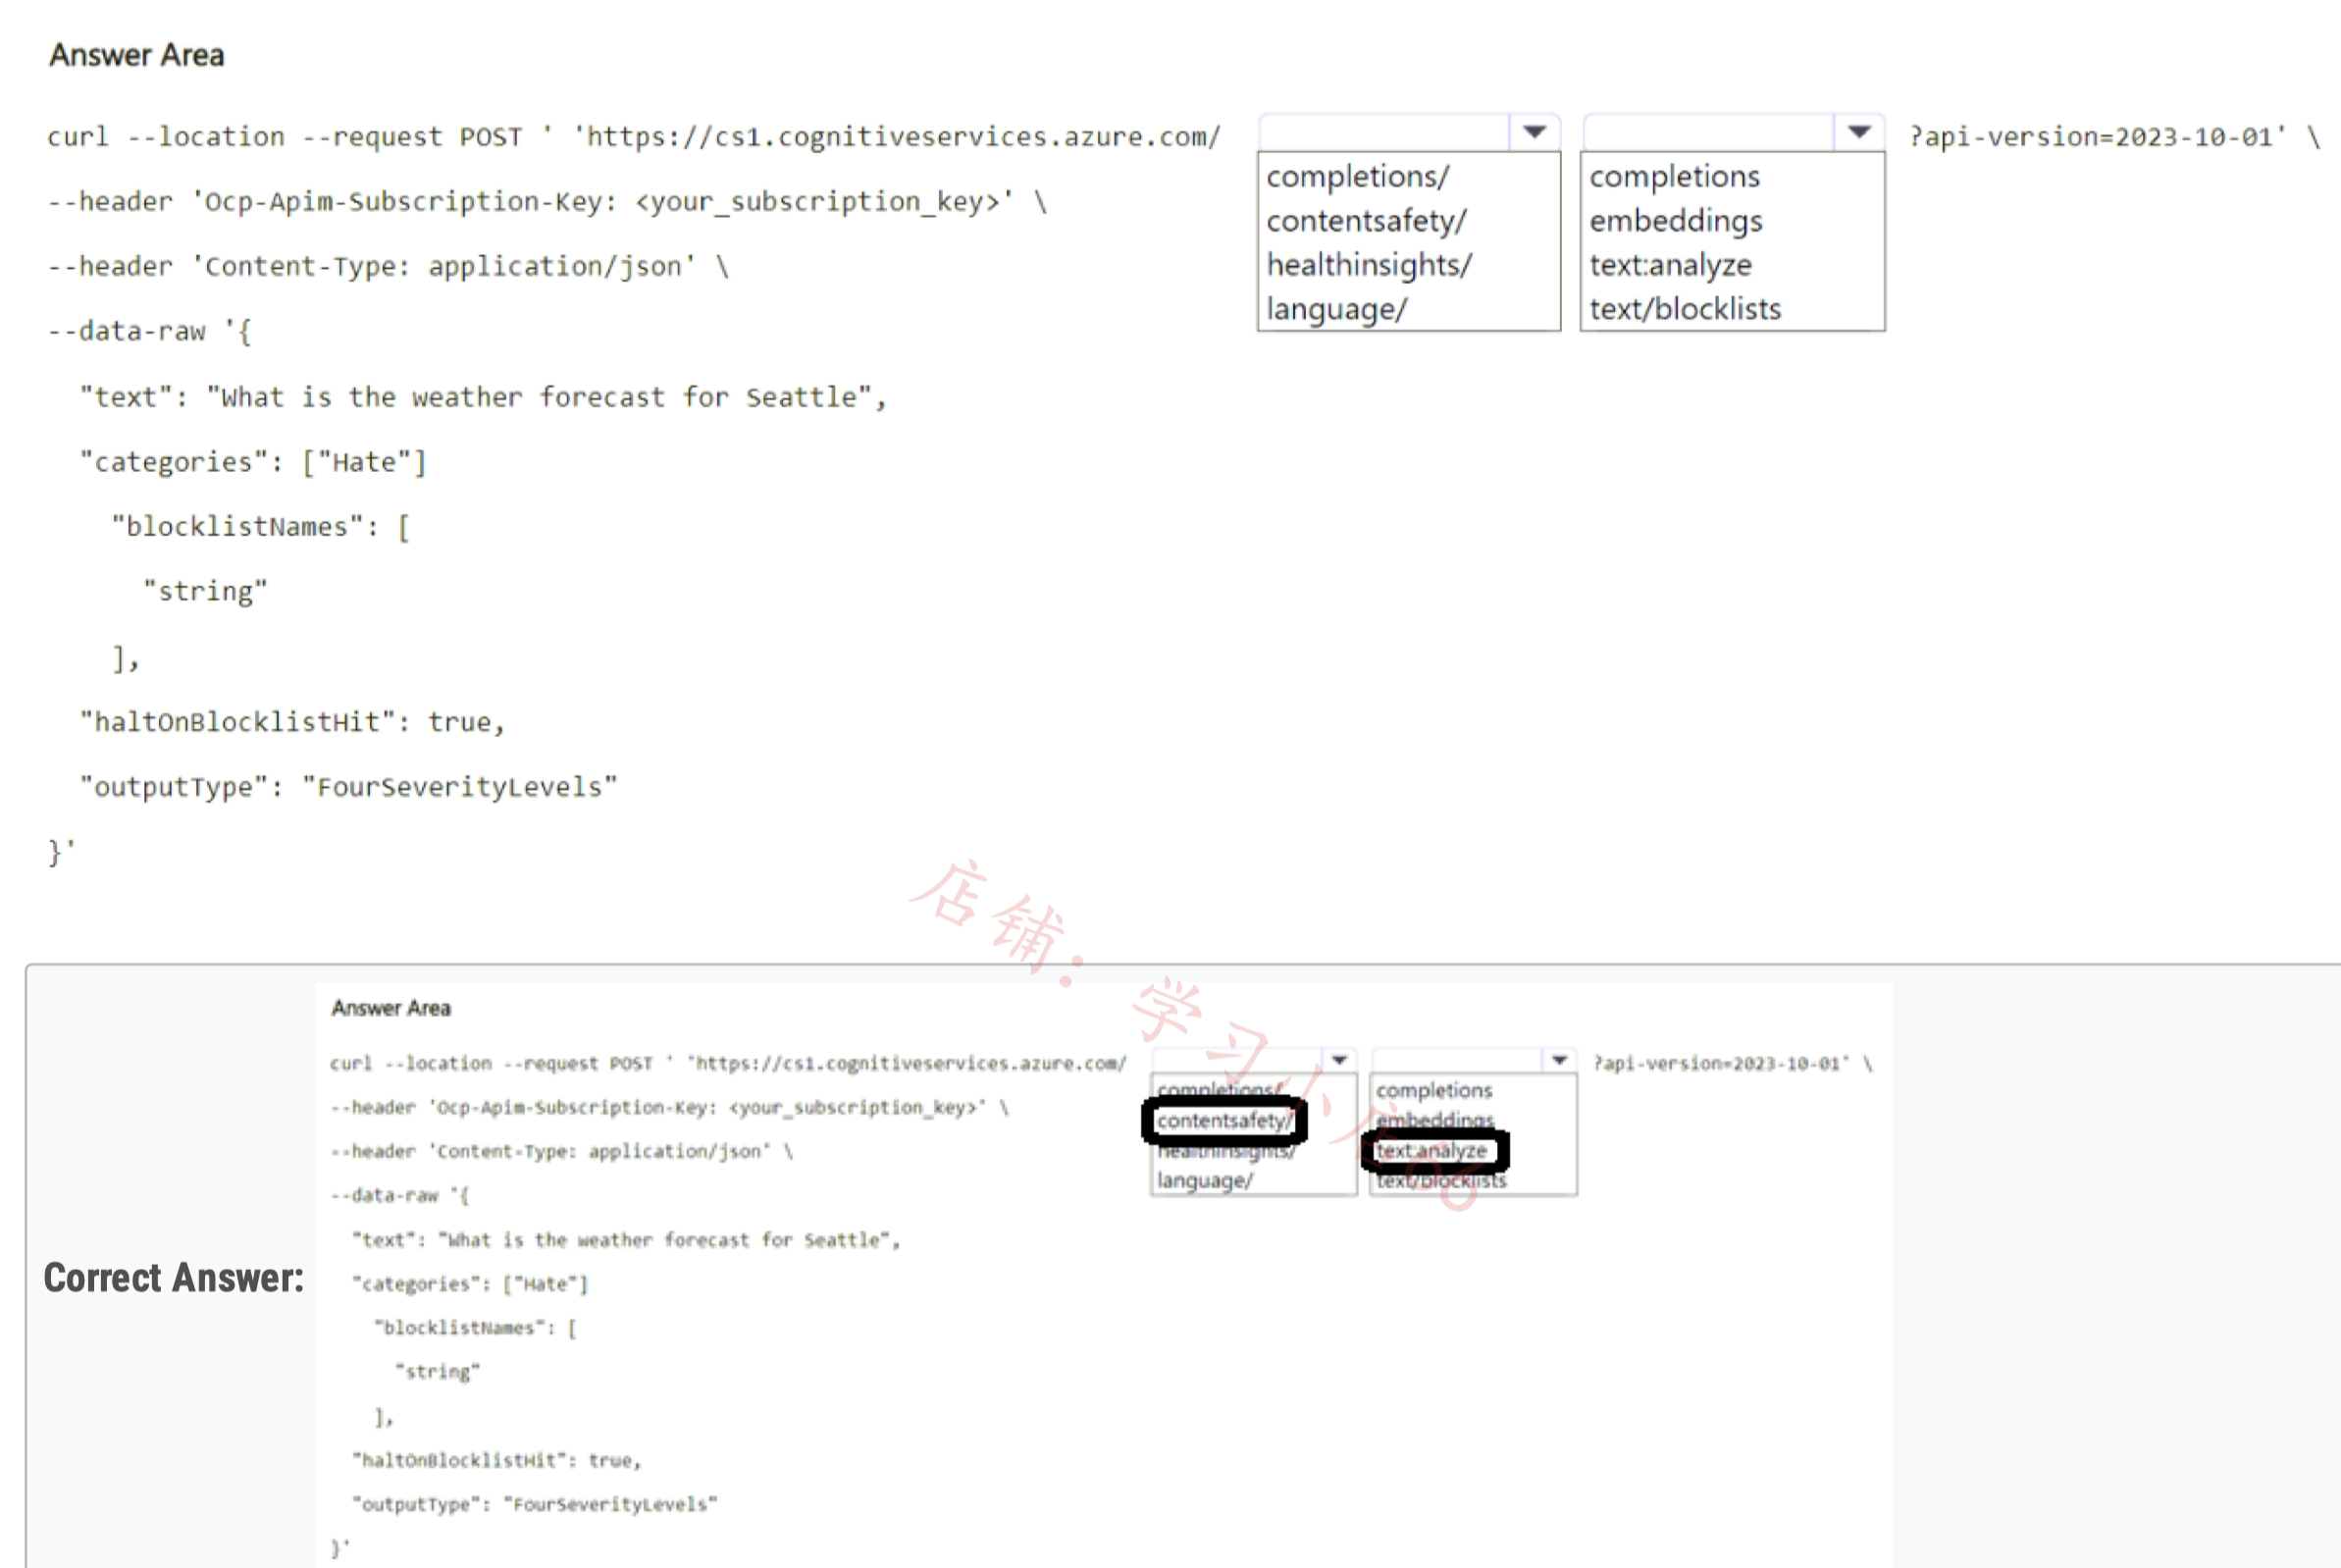 Answer Area
curl --location --request POST ' 'https://cs1.cognitiveservices.azure.com/ ?api-version=2023-10-01' \
completions/ completions
--header 'Ocp-Apim-Subscription-Key: <your_subscription_key>' \
contentsafety/ embeddings
--header 'Content-Type: application/json' \
healthinsights/ text:analyze
language/ text/blocklists
--data-raw '{
"text": "What is the weather forecast for Seattle",
"categories": ["Hate"]
"blocklistNames": [
"string"
],
"haltOnBlocklistHit": true,
"outputType": "FourSeverityLevels"
}'
店铺：学习小店66
Correct Answer:
Answer Area
curl --location --request POST ' 'https://cs1.cognitiveservices.azure.com/ ?api-version=2023-10-01' \
completions/ completions
--header 'Ocp-Apim-Subscription-Key: <your_subscription_key>' \
contentsafety/ embeddings
--header 'Content-Type: application/json' \
healthinsights/ text:analyze
language/ text/blocklists
--data-raw '{
"text": "What is the weather forecast for Seattle",
"categories": ["Hate"]
"blocklistNames": [
"string"
],
"haltOnBlocklistHit": true,
"outputType": "FourSeverityLevels"
}'